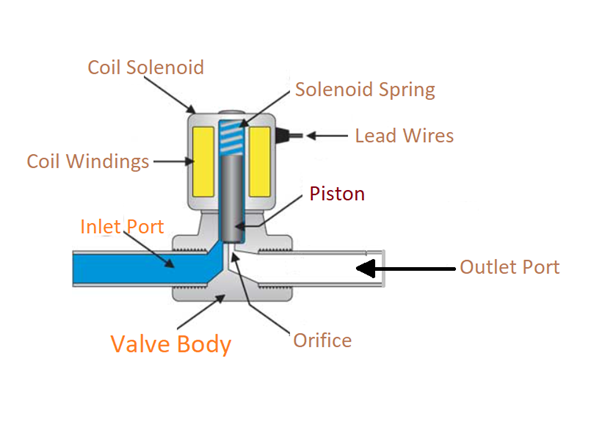 Coil Solenoid
Solenoid Spring
Lead Wires
Coil Windings
Piston
Inlet Port
Outlet Port
Valve Body
Orifice